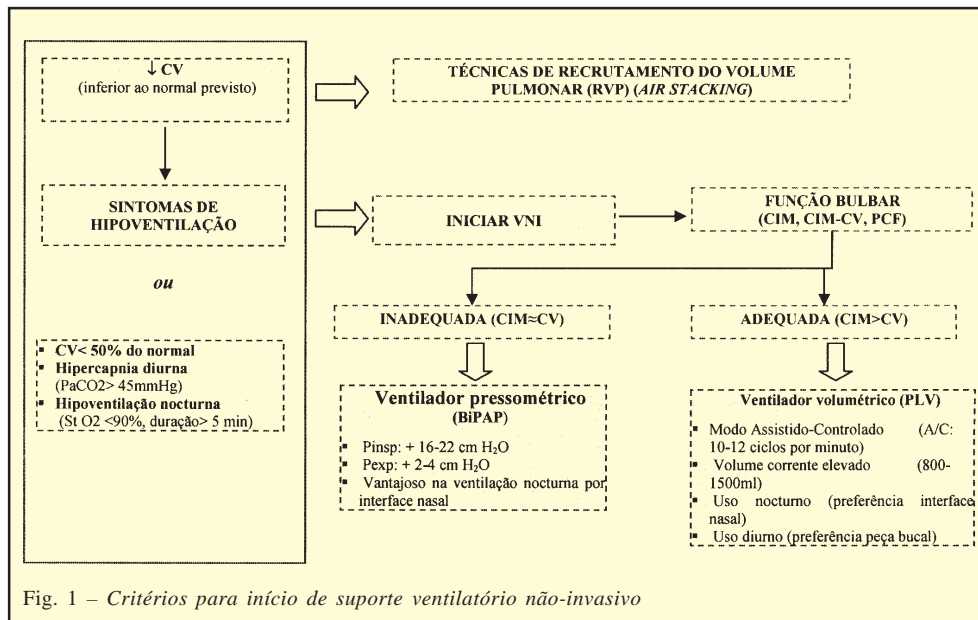 ↓ CV
(inferior ao normal previsto)
TÉCNICAS DE RECRUTAMENTO DO VOLUME
PULMONAR (RVP) (AIR STACKING)
SINTOMAS DE
HIPOVENTILAÇÃO
INICIAR VNI
FUNÇÃO BULBAR
(CIM, CIM-CV, PCF)
ou
INADEQUADA (CIM≈CV)
ADEQUADA (CIM>CV)
▪ CV< 50% do normal
▪ Hipercapnia diurna
(PaCO2> 45mmHg)
▪ Hipoventilação nocturna
(St O2 <90%, duração> 5 min)
Ventilador pressométrico
(BiPAP)
▪ Pinsp: + 16-22 cm H₂O
▪ Pexp: + 2-4 cm H₂O
▪ Vantajoso na ventilação nocturna por
interface nasal
Ventilador volumétrico (PLV)
▪ Modo Assistido-Controlado (A/C:
10-12 ciclos por minuto)
▪ Volume corrente elevado (800-
1500ml)
▪ Uso nocturno (preferência interface
nasal)
▪ Uso diurno (preferência peça bucal)
Fig. 1 – Critérios para início de suporte ventilatório não-invasivo